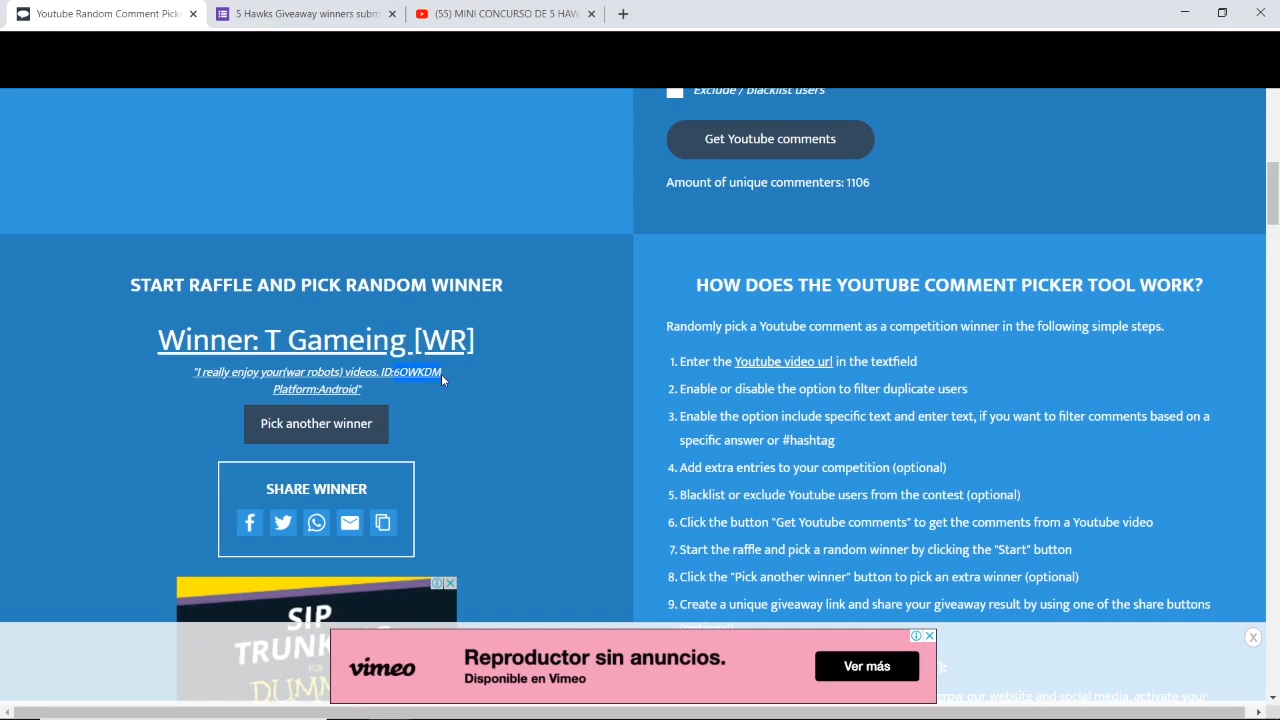 Youtube Random Comment Pick
5 Hawks Giveaway winners subm
(55) MINI CONCURSO DE 5 HAW
Exclude / blacklist users
Get Youtube comments
Amount of unique commenters: 1106
START RAFFLE AND PICK RANDOM WINNER
Winner: T Gameing [WR]
"I really enjoy your(war robots) videos. ID:6OWKDM
Platform:Android"
Pick another winner
SHARE WINNER
HOW DOES THE YOUTUBE COMMENT PICKER TOOL WORK?
Randomly pick a Youtube comment as a competition winner in the following simple steps.
1. Enter the Youtube video url in the textfield
2. Enable or disable the option to filter duplicate users
3. Enable the option include specific text and enter text, if you want to filter comments based on a
specific answer or #hashtag
4. Add extra entries to your competition (optional)
5. Blacklist or exclude Youtube users from the contest (optional)
6. Click the button "Get Youtube comments" to get the comments from a Youtube video
7. Start the raffle and pick a random winner by clicking the "Start" button
8. Click the "Pick another winner" button to pick an extra winner (optional)
9. Create a unique giveaway link and share your giveaway result by using one of the share buttons
SIP
TRUNK
FOR
DUMM
vimeo
Reproductor sin anuncios.
Disponible en Vimeo
Ver más
row our website and social media, activate your